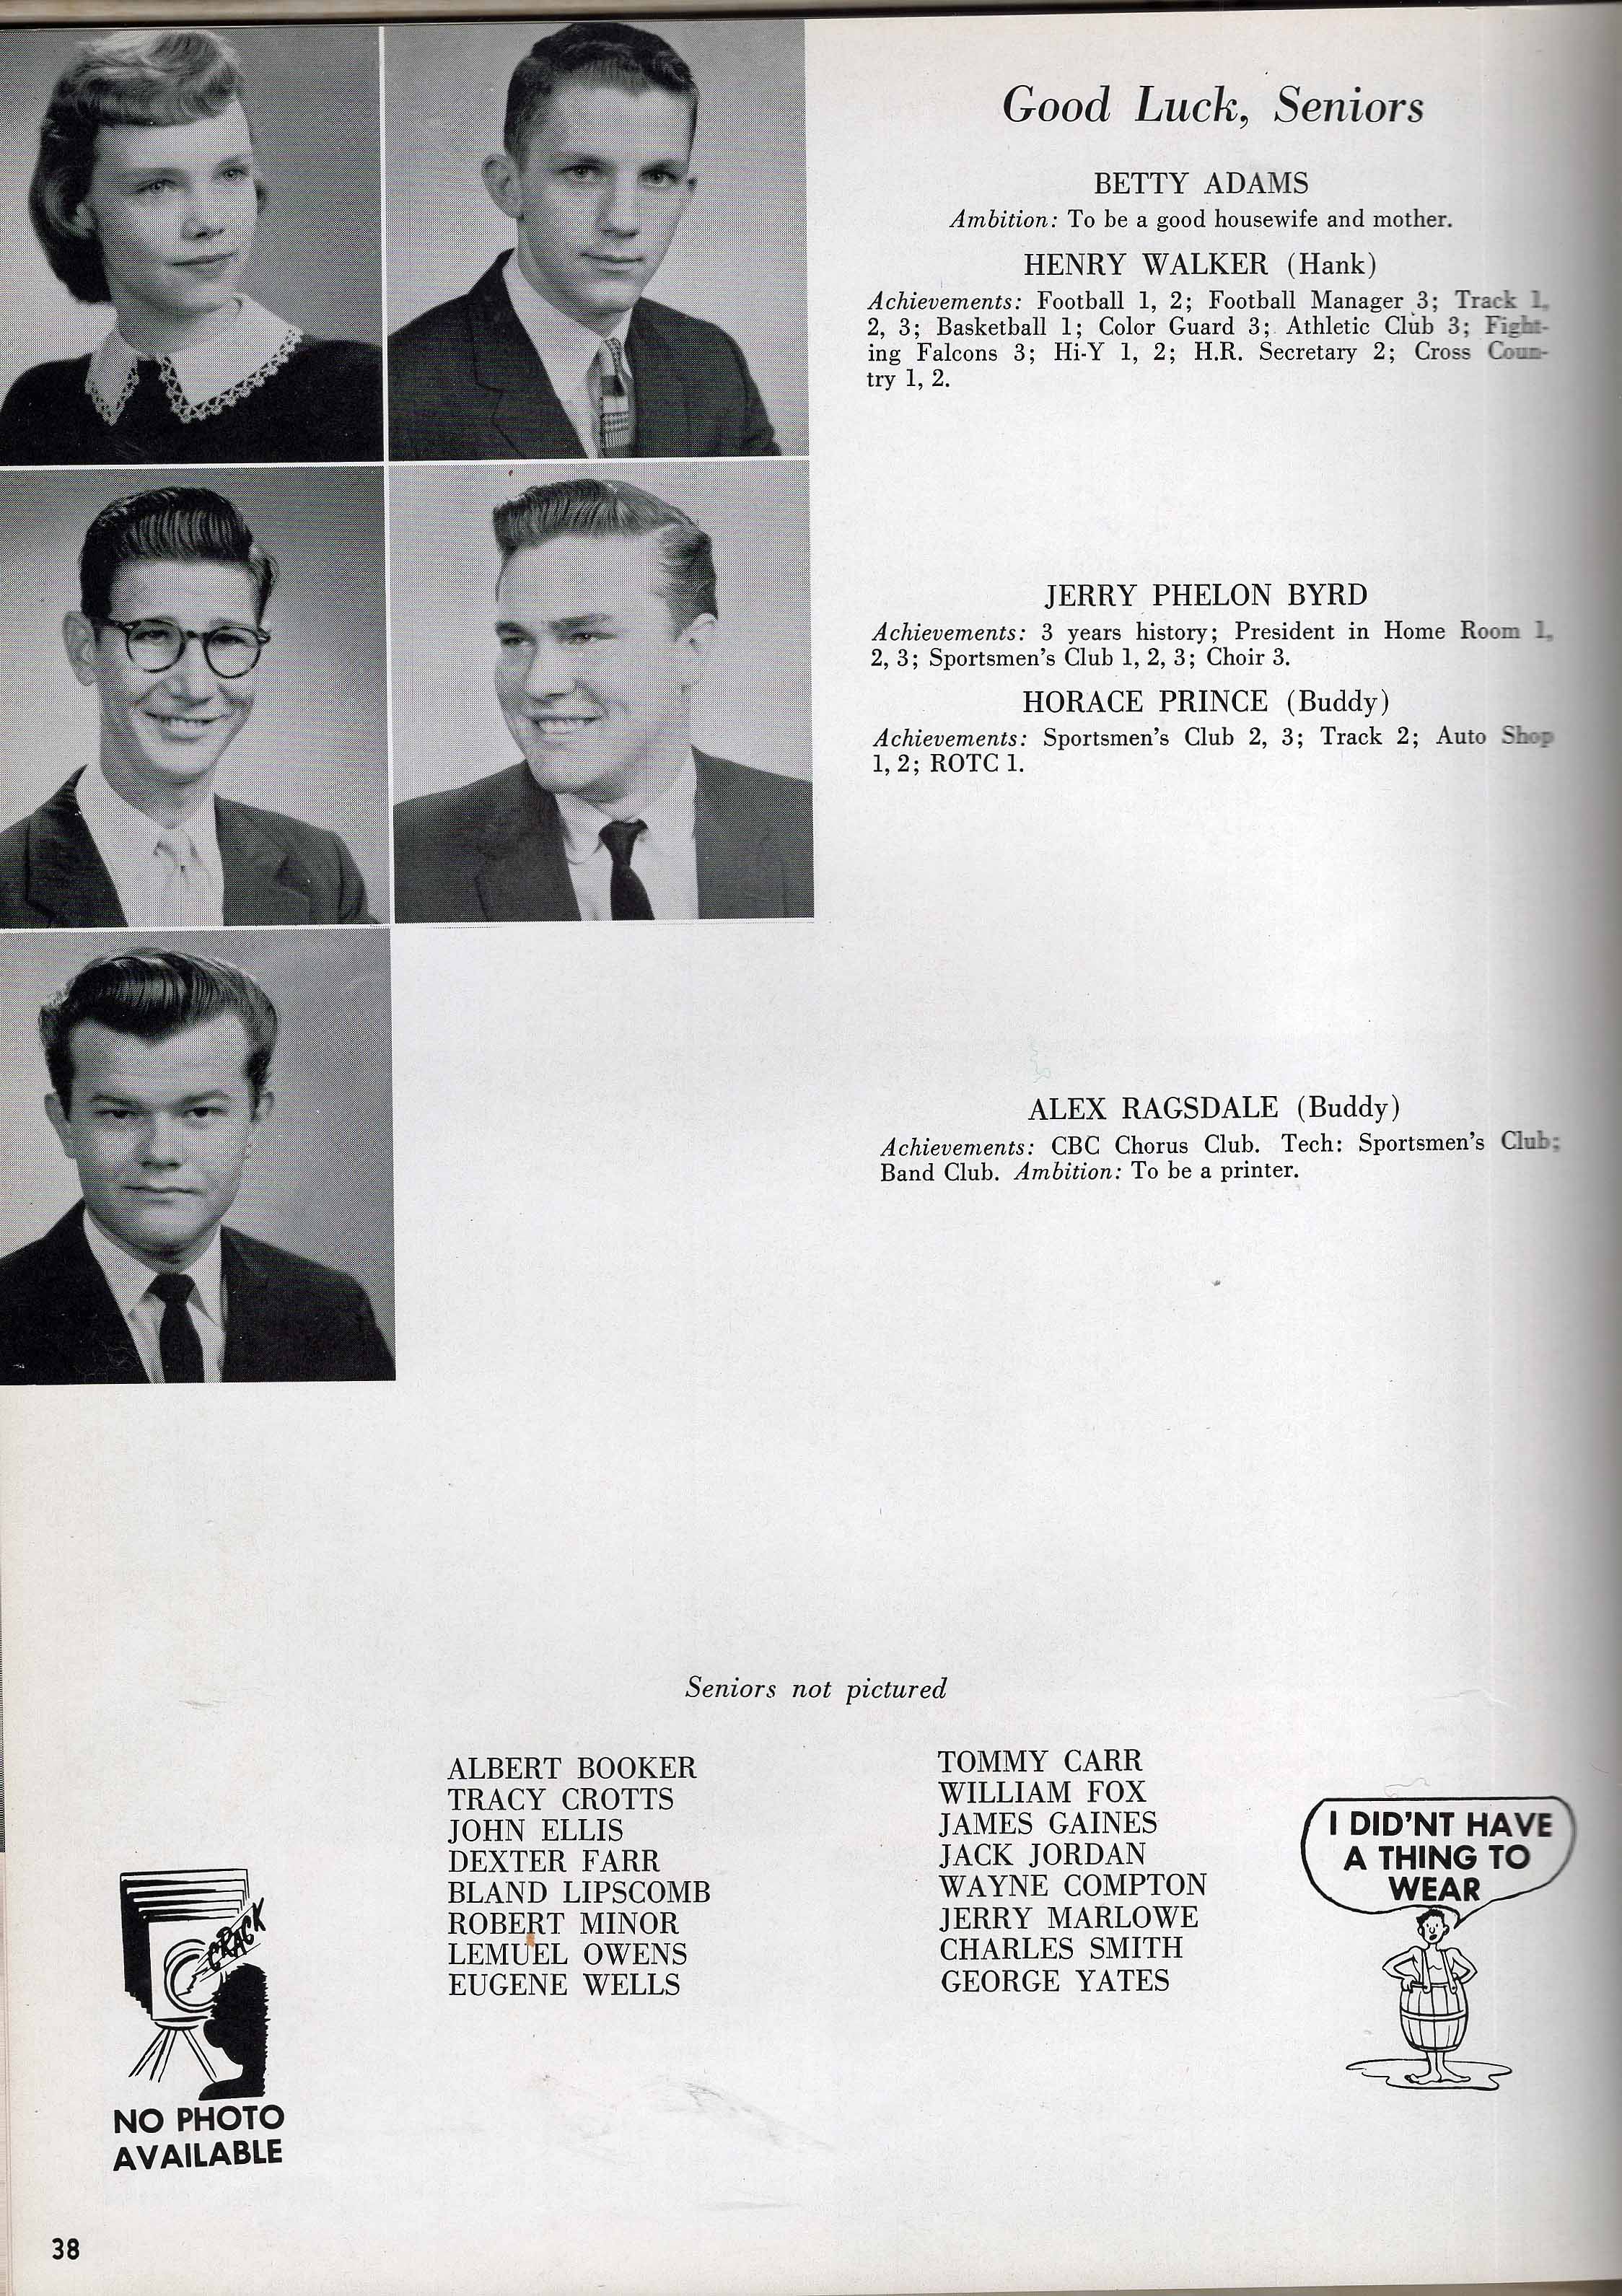 Good Luck, Seniors
BETTY ADAMS
Ambition: To be a good housewife and mother.
HENRY WALKER (Hank)
Achievements: Football 1, 2; Football Manager 3; Track 1,
2, 3; Basketball 1; Color Guard 3; Athletic Club 3; Fight-
ing Falcons 3; Hi-Y 1, 2; H.R. Secretary 2; Cross Coun-
try 1, 2.
JERRY PHELON BYRD
Achievements: 3 years history; President in Home Room 1,
2, 3; Sportsmen's Club 1, 2, 3; Choir 3.
HORACE PRINCE (Buddy)
Achievements: Sportsmen's Club 2, 3; Track 2; Auto Shop
1, 2; ROTC 1.
ALEX RAGSDALE (Buddy)
Achievements: CBC Chorus Club. Tech: Sportsmen's Club;
Band Club. Ambition: To be a printer.
Seniors not pictured
ALBERT BOOKER
TRACY CROTTS
JOHN ELLIS
DEXTER FARR
BLAND LIPSCOMB
ROBERT MINOR
LEMUEL OWENS
EUGENE WELLS
TOMMY CARR
WILLIAM FOX
JAMES GAINES
JACK JORDAN
WAYNE COMPTON
JERRY MARLOWE
CHARLES SMITH
GEORGE YATES
I DID'NT HAVE
A THING TO
WEAR
CRACK
NO PHOTO
AVAILABLE
38